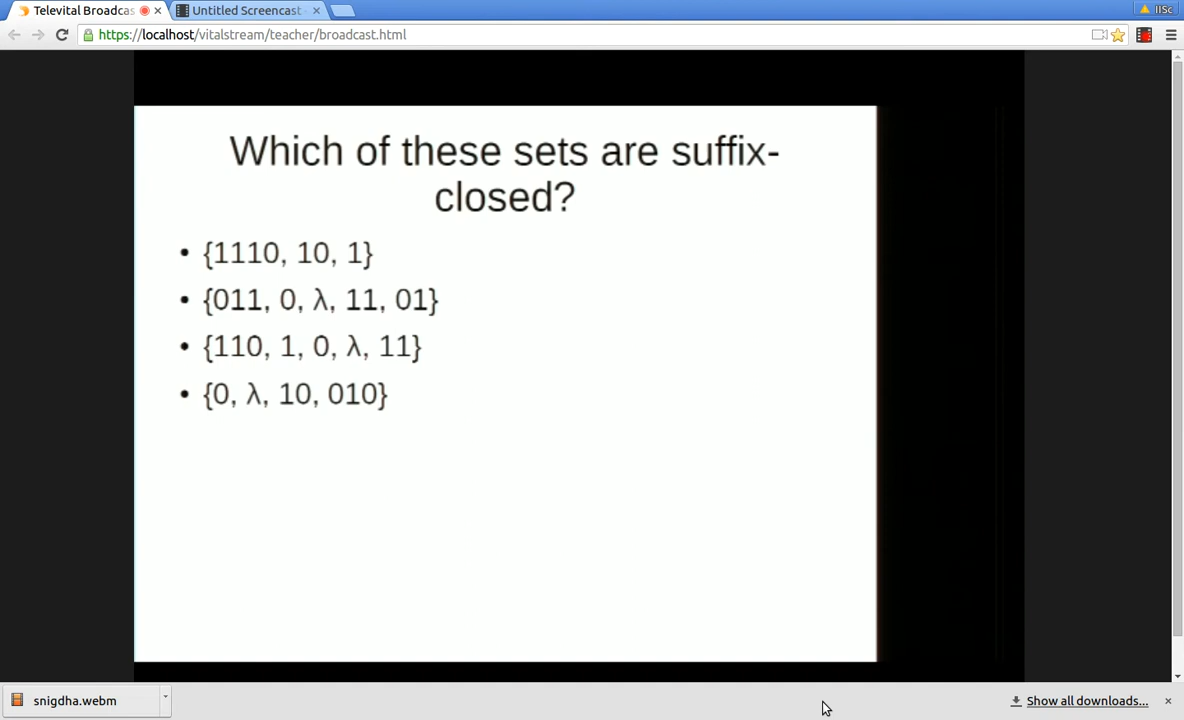 Televital Broadcas
Untitled Screencast -
IISc
https://localhost/vitalstream/teacher/broadcast.html
Which of these sets are suffix-
closed?
• {1110, 10, 1}
• {011, 0, λ, 11, 01}
• {110, 1, 0, λ, 11}
• {0, λ, 10, 010}
snigdha.webm
Show all downloads...